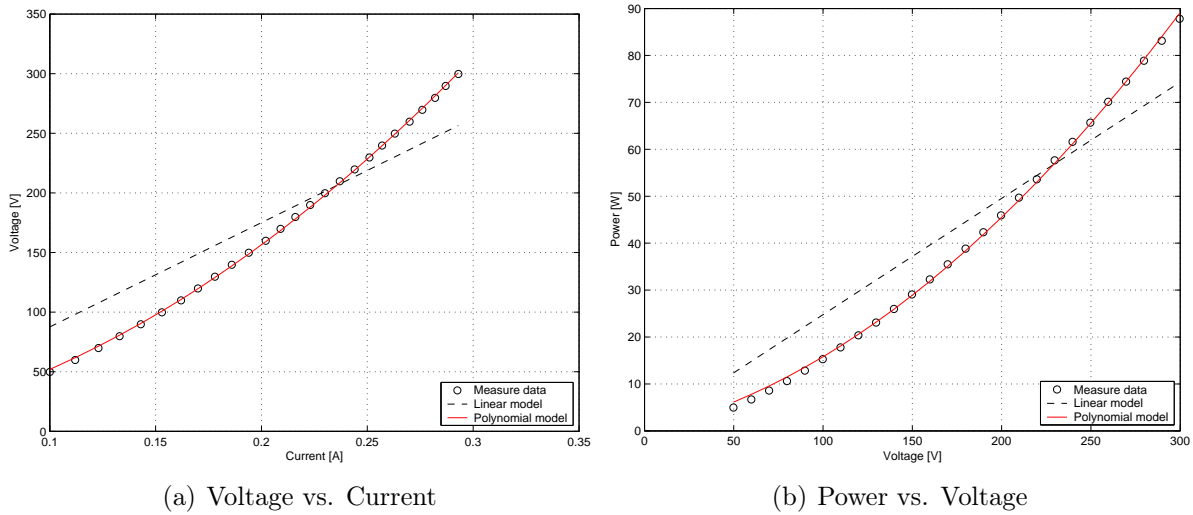 350
300
250
200
150
100
50
0
Voltage [V]
0.1 0.15 0.2 0.25 0.3 0.35
Current [A]
Measure data
Linear model
Polynomial model
(a) Voltage vs. Current
90
80
70
60
50
40
30
20
10
0
Power [W]
0 50 100 150 200 250 300
Voltage [V]
Measure data
Linear model
Polynomial model
(b) Power vs. Voltage